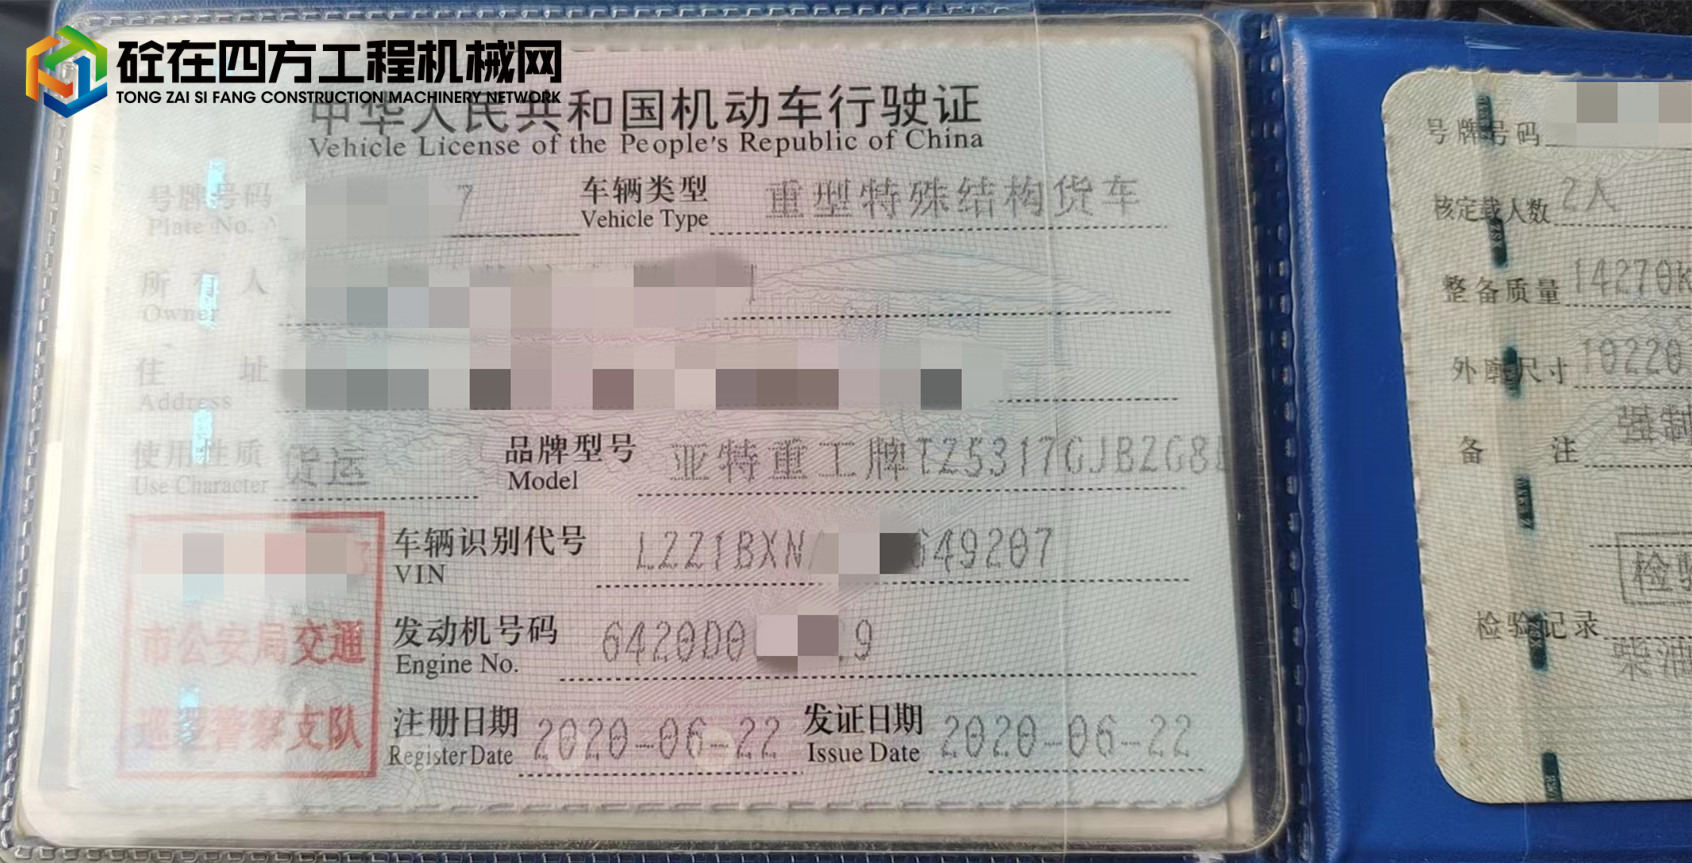 砼在四方工程机械网
TONG ZAI SI FANG CONSTRUCTION MACHINERY NETWORK
中华人民共和国机动车行驶证
Vehicle License of the People's Republic of China
号牌号码 7 车辆类型 重型特殊结构货车
Plate No. Vehicle Type
所有人
Owner
住址
Address
使用性质 货运 品牌型号 亚特重工牌TZ5317GJBZG8
Use Character Model
车辆识别代号 LZZ1BXN 649207
VIN
市公安局交通
巡逻警察支队
发动机号码 6420D0 9
Engine No.
注册日期 2020-06-22 发证日期 2020-06-22
Register Date Issue Date
号牌号码
核定载人数 2人
整备质量 14270k
外廓尺寸 10220
备注 强制
检验
检验记录
柴油